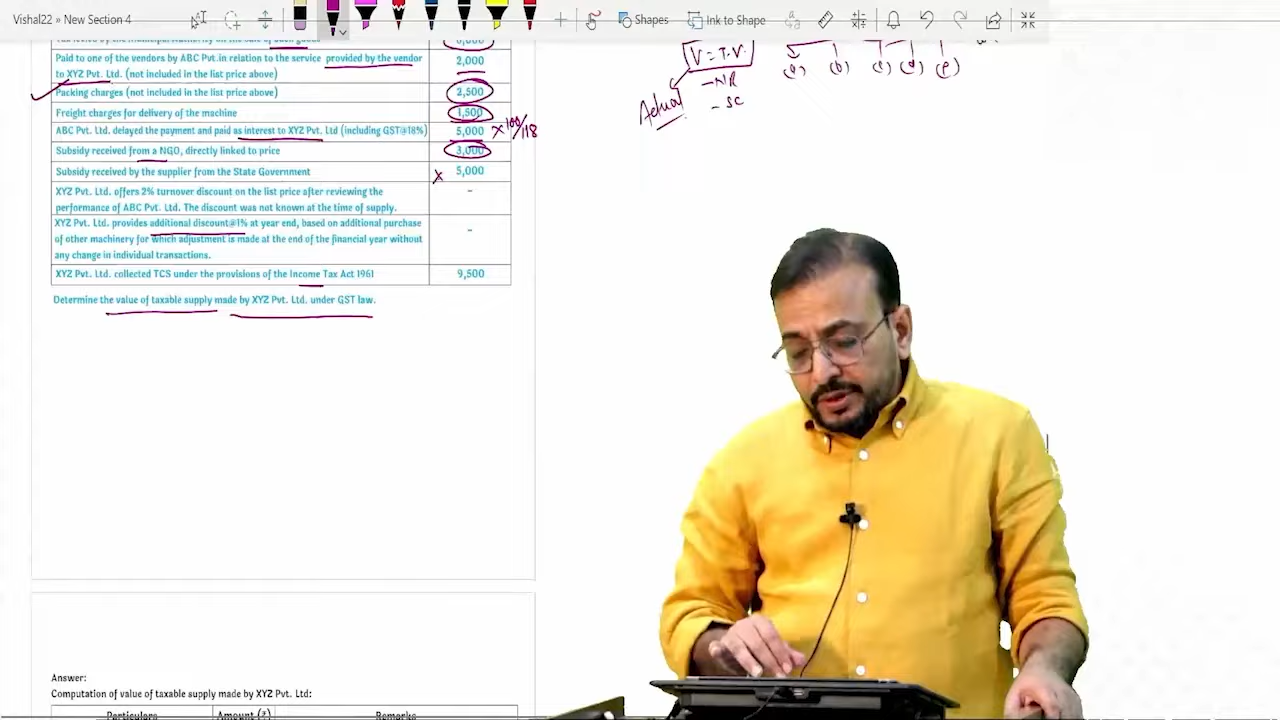 Vishal22 » New Section 4
Shapes
Ink to Shape
Paid to one of the vendors by ABC Pvt.in relation to the service provided by the vendor to XYZ Pvt. Ltd. (not included in the list price above)
2,000
Packing charges (not included in the list price above)
2,500
Freight charges for delivery of the machine
1,500
ABC Pvt. Ltd. delayed the payment and paid as interest to XYZ Pvt. Ltd (including GST@18%)
5,000 × 100/118
Subsidy received from a NGO, directly linked to price
3,000
Subsidy received by the supplier from the State Government
× 5,000
XYZ Pvt. Ltd. offers 2% turnover discount on the list price after reviewing the
performance of ABC Pvt. Ltd. The discount was not known at the time of supply.
-
XYZ Pvt. Ltd. provides additional discount@1% at year end, based on additional purchase
of other machinery for which adjustment is made at the end of the financial year without
any change in individual transactions.
-
XYZ Pvt. Ltd. collected TCS under the provisions of the Income Tax Act 1961
9,500
Determine the value of taxable supply made by XYZ Pvt. Ltd. under GST law.
V = T.V.
- NR
- SC
Actual
(a) (b) (c) (d) (e)
Answer:
Computation of value of taxable supply made by XYZ Pvt. Ltd:
Particulars Amount (₹) Remarks